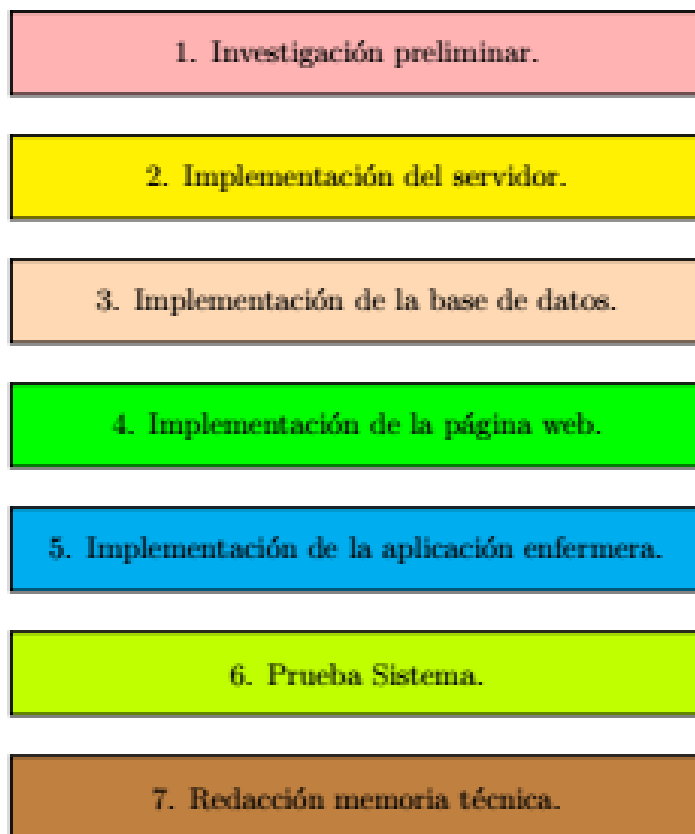 1. Investigación preliminar.
2. Implementación del servidor.
3. Implementación de la base de datos.
4. Implementación de la página web.
5. Implementación de la aplicación enfermera.
6. Prueba Sistema.
7. Redacción memoria técnica.